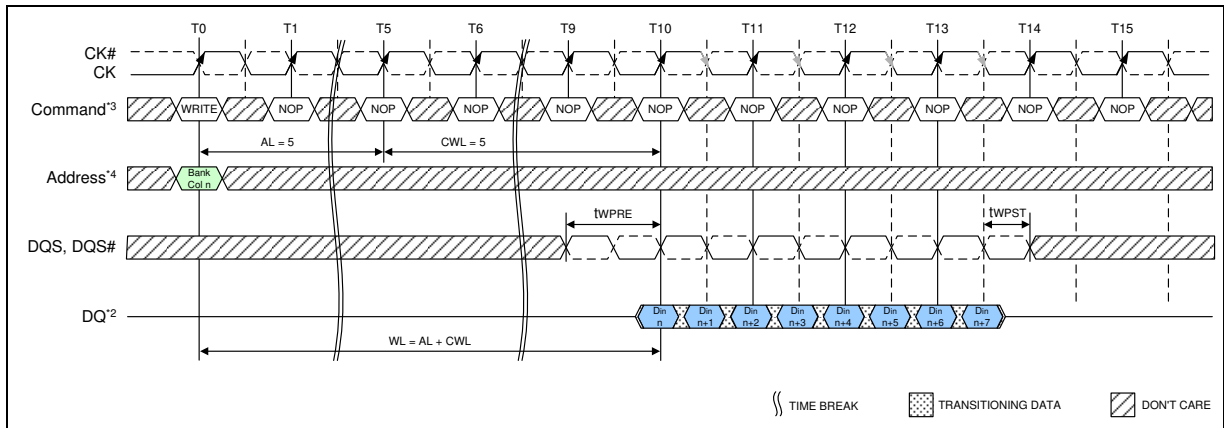 T0 T1 T5 T6 T9 T10 T11 T12 T13 T14 T15
CK#
CK
Command*3 WRITE NOP NOP NOP NOP NOP NOP NOP NOP NOP NOP
AL = 5 CWL = 5
Address*4 Bank
Col n
tWPRE tWPST
DQS, DQS#
DQ*2 Din Din Din Din Din Din Din Din
n n+1 n+2 n+3 n+4 n+5 n+6 n+7
WL = AL + CWL
TIME BREAK TRANSITIONING DATA DON'T CARE